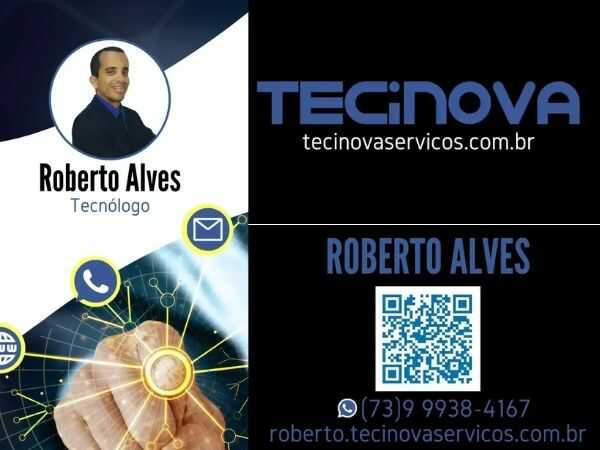 Roberto Alves
Tecnólogo
TECiNOVA
tecinovaservicos.com.br
ROBERTO ALVES
(73)9 9938-4167
roberto.tecinovaservicos.com.br